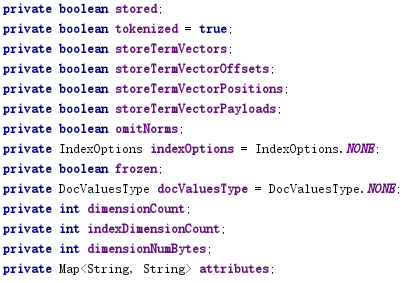 private boolean stored;
private boolean tokenized = true;
private boolean storeTermVectors;
private boolean storeTermVectorOffsets;
private boolean storeTermVectorPositions;
private boolean storeTermVectorPayloads;
private boolean omitNorms;
private IndexOptions indexOptions = IndexOptions.NONE;
private boolean frozen;
private DocValuesType docValuesType = DocValuesType.NONE;
private int dimensionCount;
private int indexDimensionCount;
private int dimensionNumBytes;
private Map<String, String> attributes;